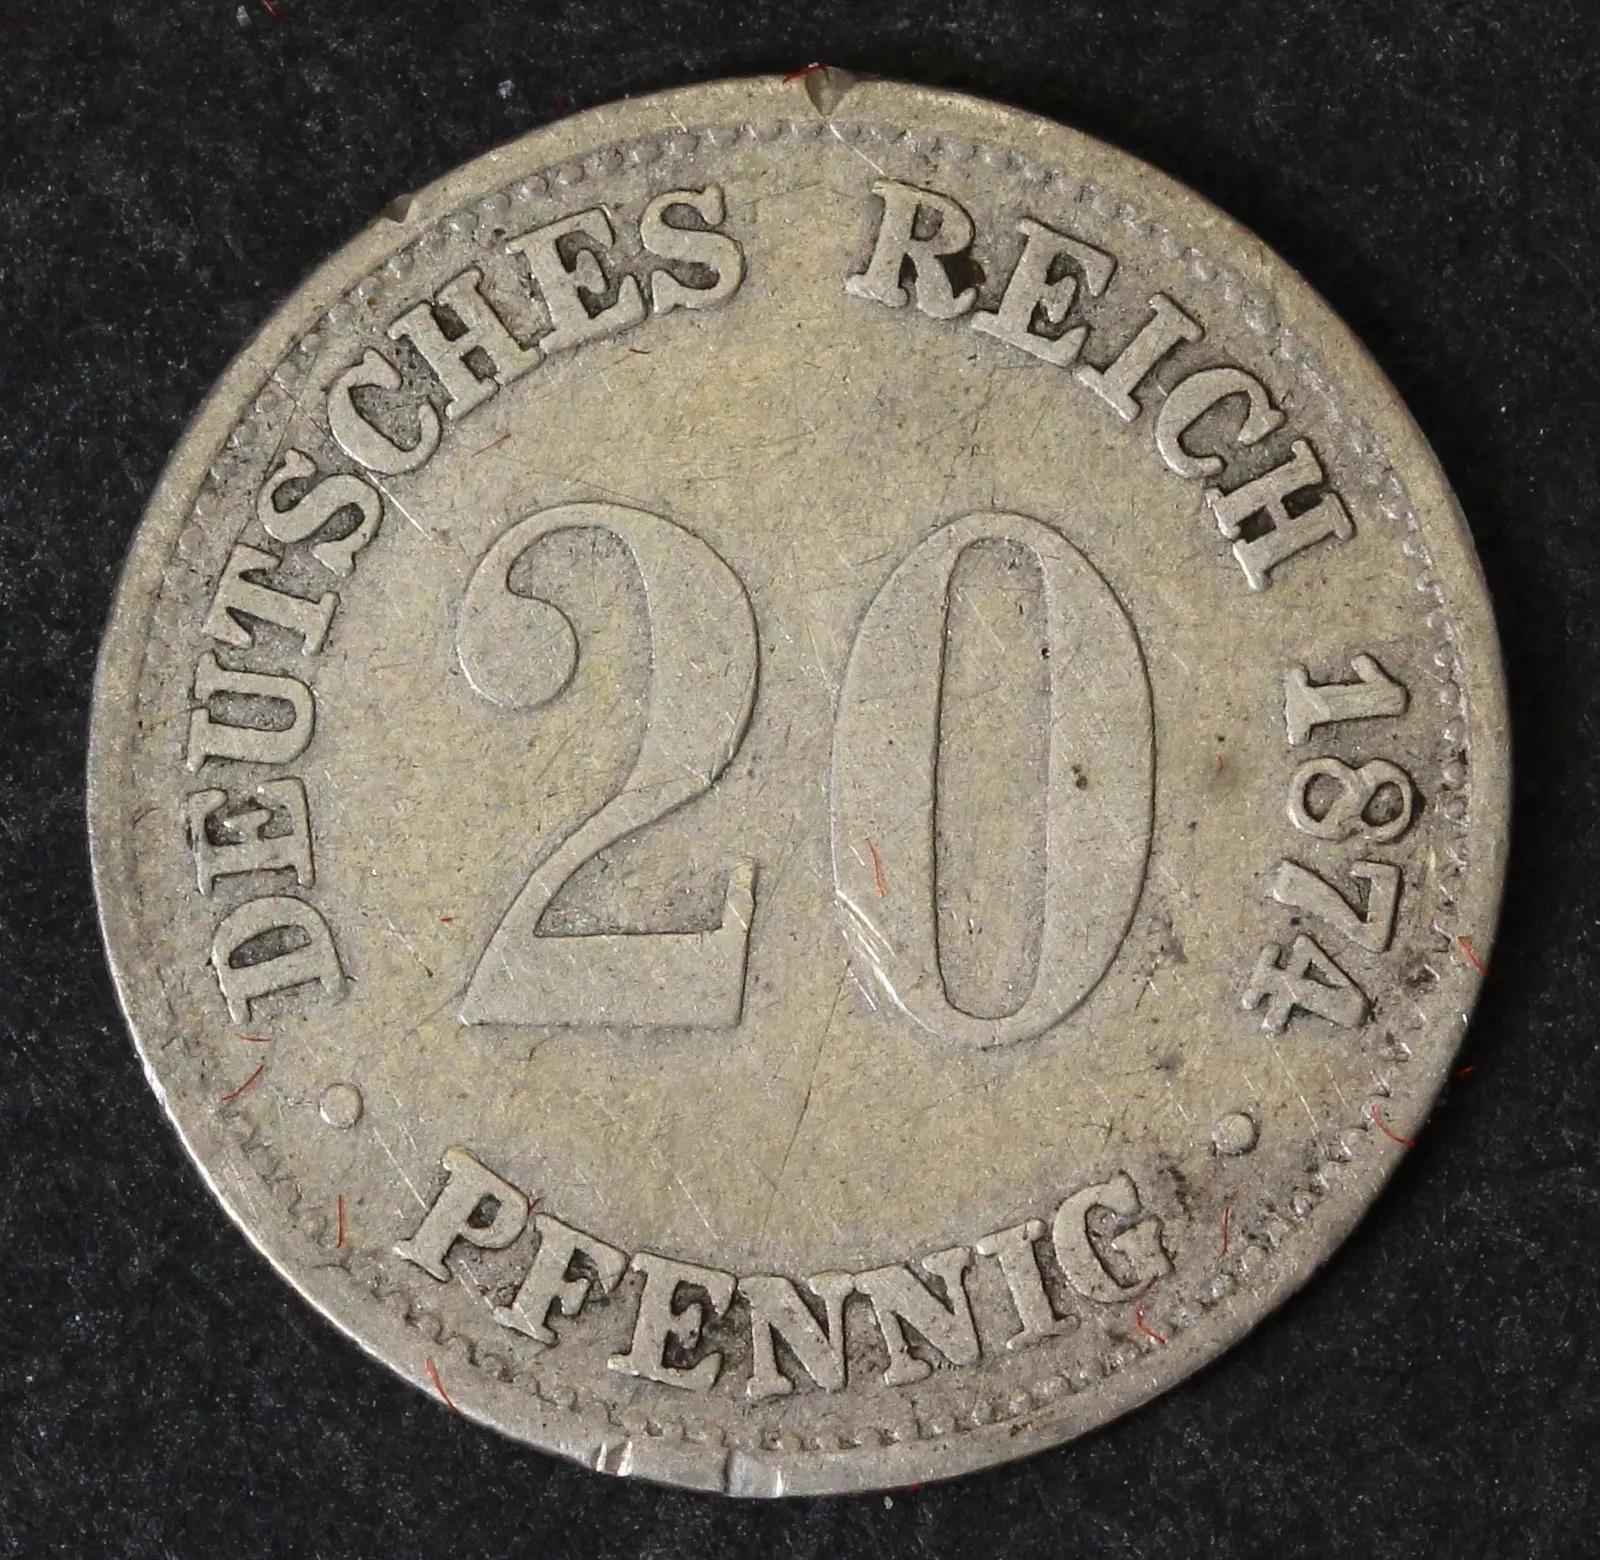 DEUTSCHES REICH 1874
20
· PFENNIG ·